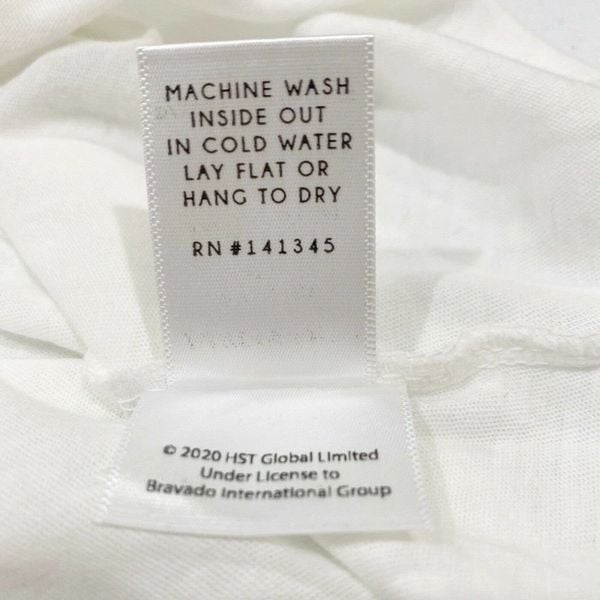 MACHINE WASH
INSIDE OUT
IN COLD WATER
LAY FLAT OR
HANG TO DRY
RN #141345
© 2020 HST Global Limited
Under License to
Bravado International Group